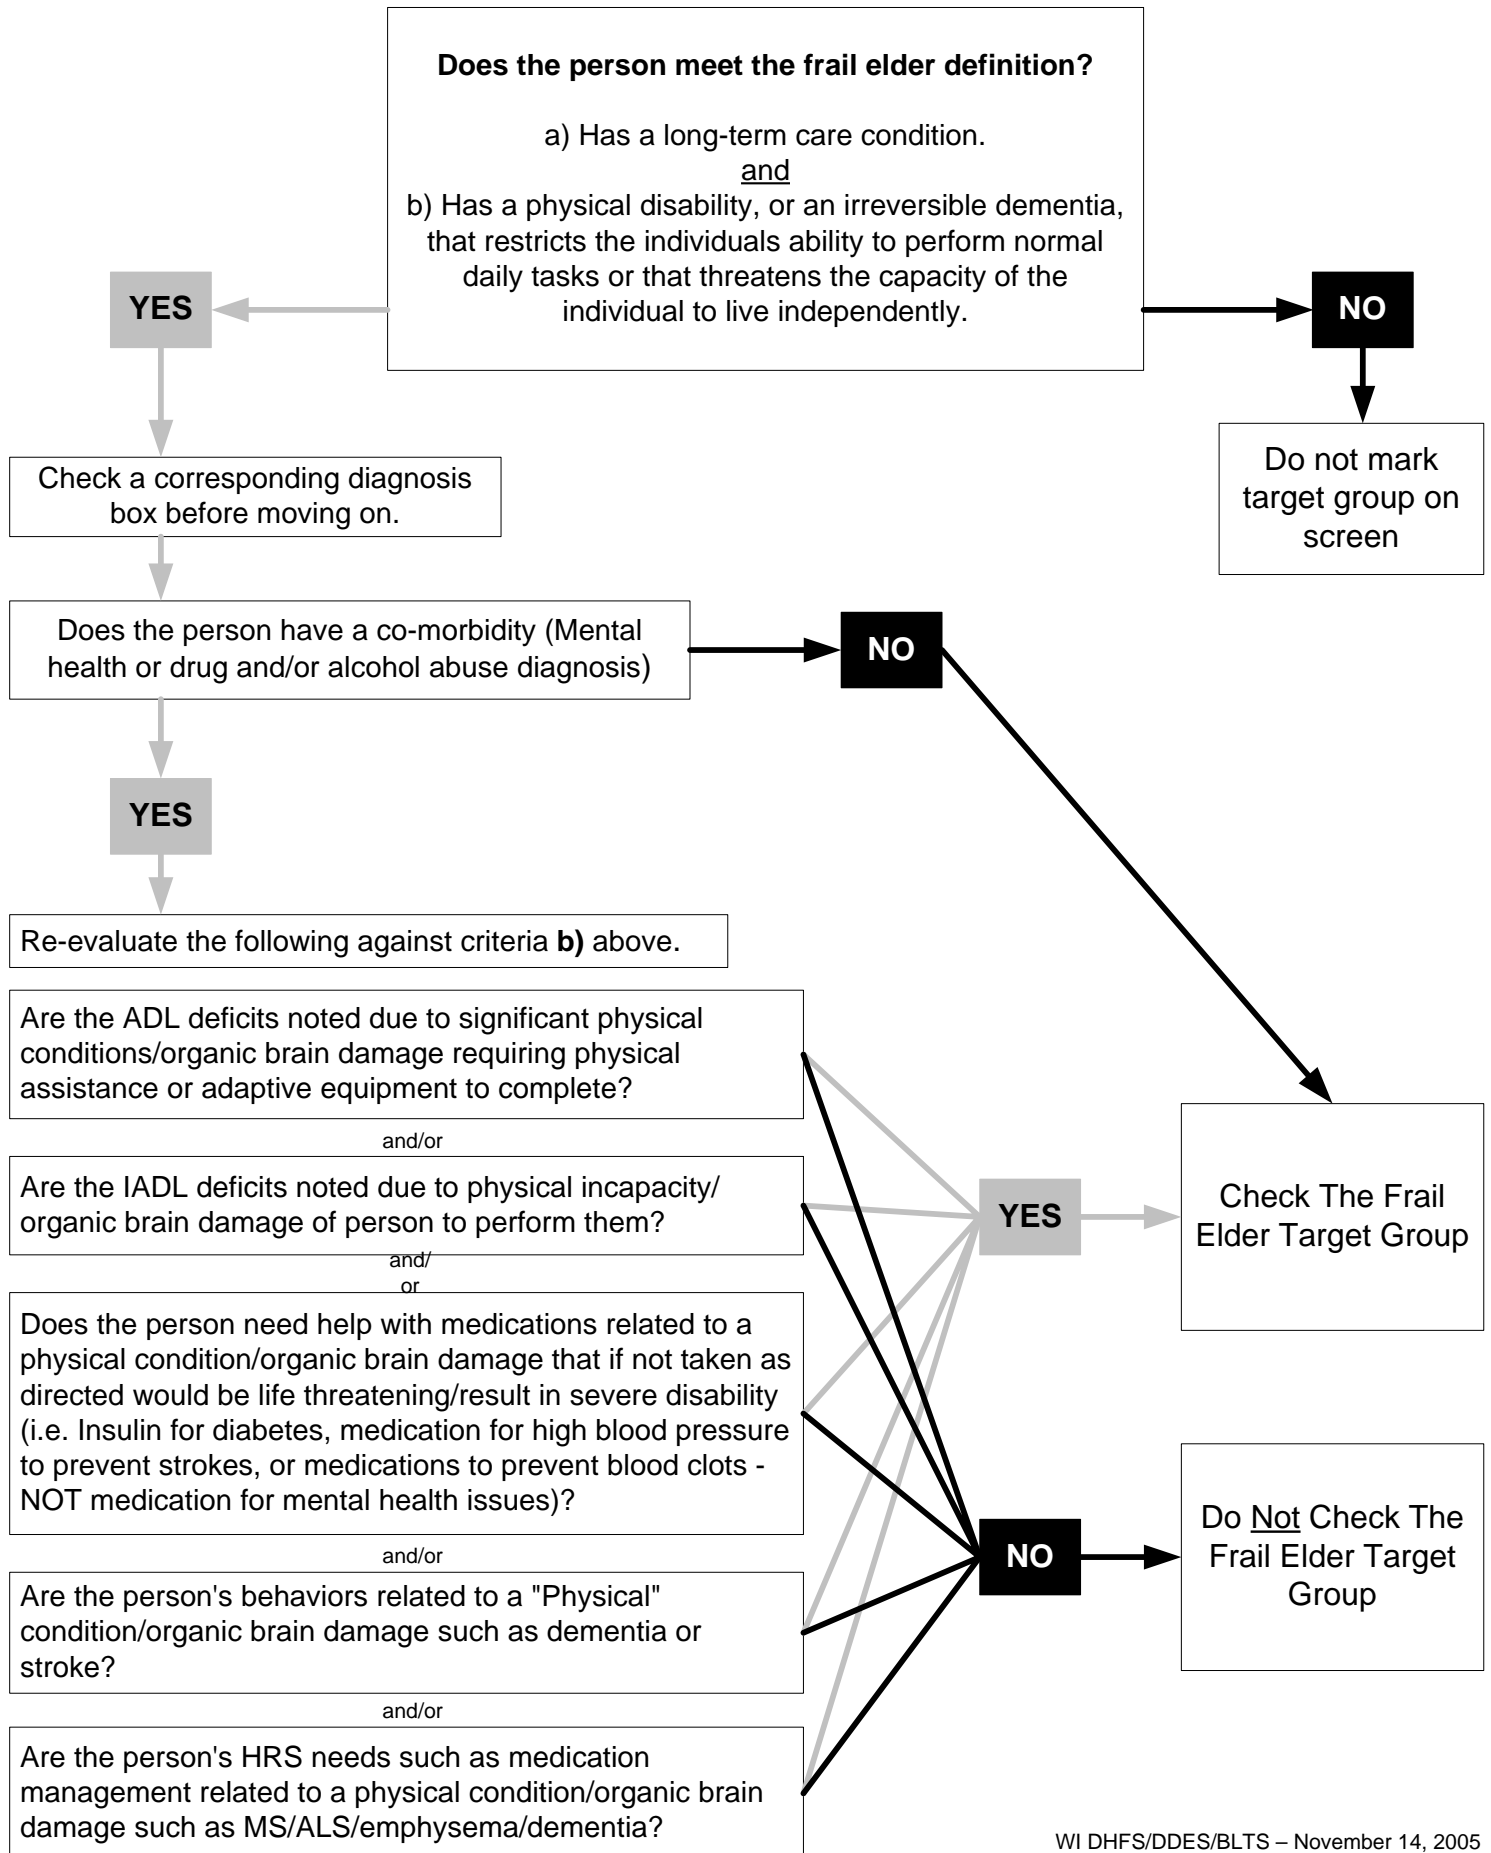 Does the person meet the frail elder definition?
a) Has a long-term care condition.
and
b) Has a physical disability, or an irreversible dementia,
that restricts the individuals ability to perform normal
daily tasks or that threatens the capacity of the
individual to live independently.
YES
NO
Check a corresponding diagnosis
box before moving on.
Do not mark
target group on
screen
Does the person have a co-morbidity (Mental
health or drug and/or alcohol abuse diagnosis)
NO
YES
Re-evaluate the following against criteria b) above.
Are the ADL deficits noted due to significant physical
conditions/organic brain damage requiring physical
assistance or adaptive equipment to complete?
and/or
Are the IADL deficits noted due to physical incapacity/
organic brain damage of person to perform them?
and/
or
Does the person need help with medications related to a
physical condition/organic brain damage that if not taken as
directed would be life threatening/result in severe disability
(i.e. Insulin for diabetes, medication for high blood pressure
to prevent strokes, or medications to prevent blood clots -
NOT medication for mental health issues)?
and/or
Are the person's behaviors related to a "Physical"
condition/organic brain damage such as dementia or
stroke?
and/or
Are the person's HRS needs such as medication
management related to a physical condition/organic brain
damage such as MS/ALS/emphysema/dementia?
YES
Check The Frail
Elder Target Group
NO
Do Not Check The
Frail Elder Target
Group
WI DHFS/DDES/BLTS – November 14, 2005